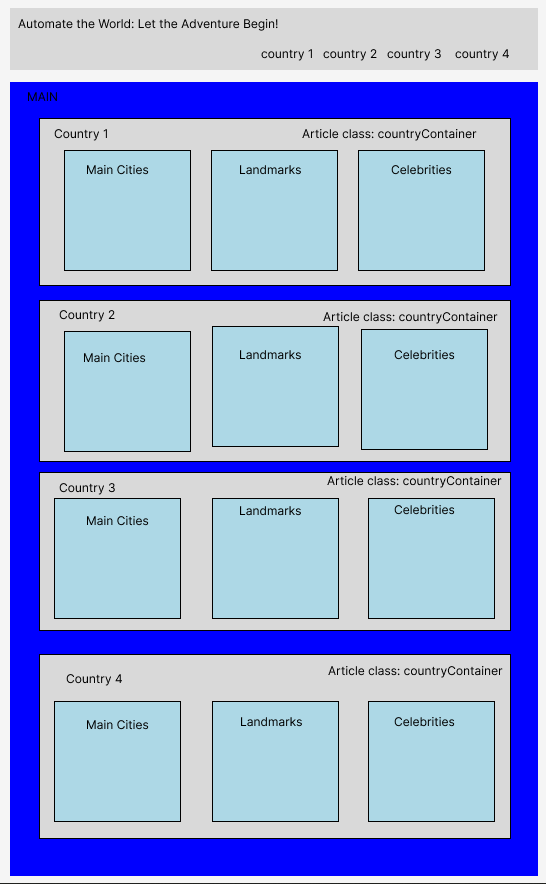 Automate the World: Let the Adventure Begin!
country 1 country 2 country 3 country 4
MAIN
Country 1 Article class: countryContainer
Main Cities Landmarks Celebrities
Country 2 Article class: countryContainer
Main Cities Landmarks Celebrities
Country 3 Article class: countryContainer
Main Cities Landmarks Celebrities
Country 4 Article class: countryContainer
Main Cities Landmarks Celebrities